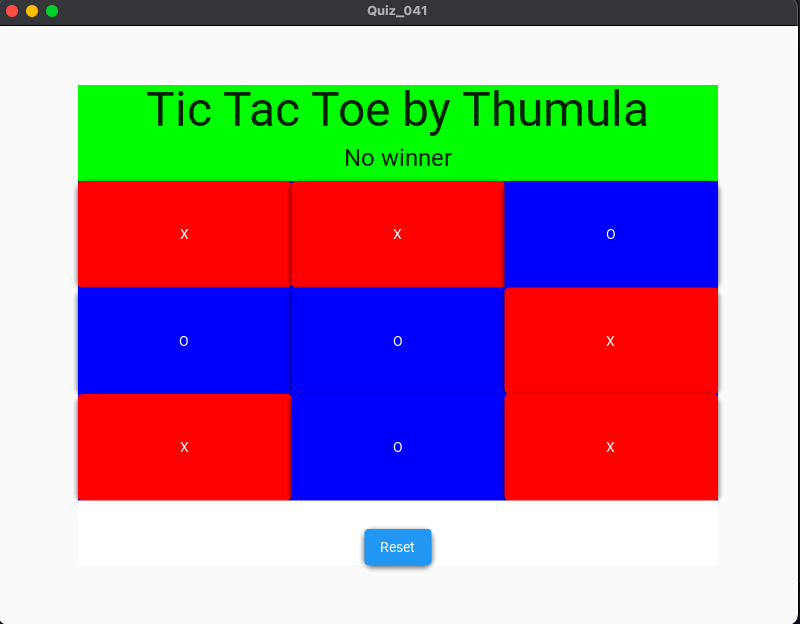 Quiz_041
Tic Tac Toe by Thumula
No winner
X X O
O O X
X O X
Reset